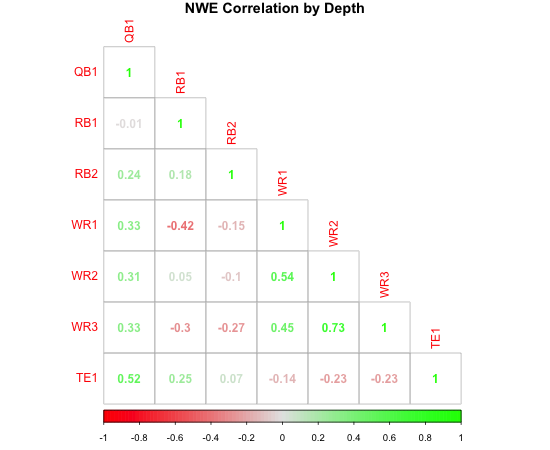 NWE Correlation by Depth
QB1
QB1 1 RB1
RB1 -0.01 1 RB2
RB2 0.24 0.18 1 WR1
WR1 0.33 -0.42 -0.15 1 WR2
WR2 0.31 0.05 -0.1 0.54 1 WR3
WR3 0.33 -0.3 -0.27 0.45 0.73 1 TE1
TE1 0.52 0.25 0.07 -0.14 -0.23 -0.23 1
-1 -0.8 -0.6 -0.4 -0.2 0 0.2 0.4 0.6 0.8 1